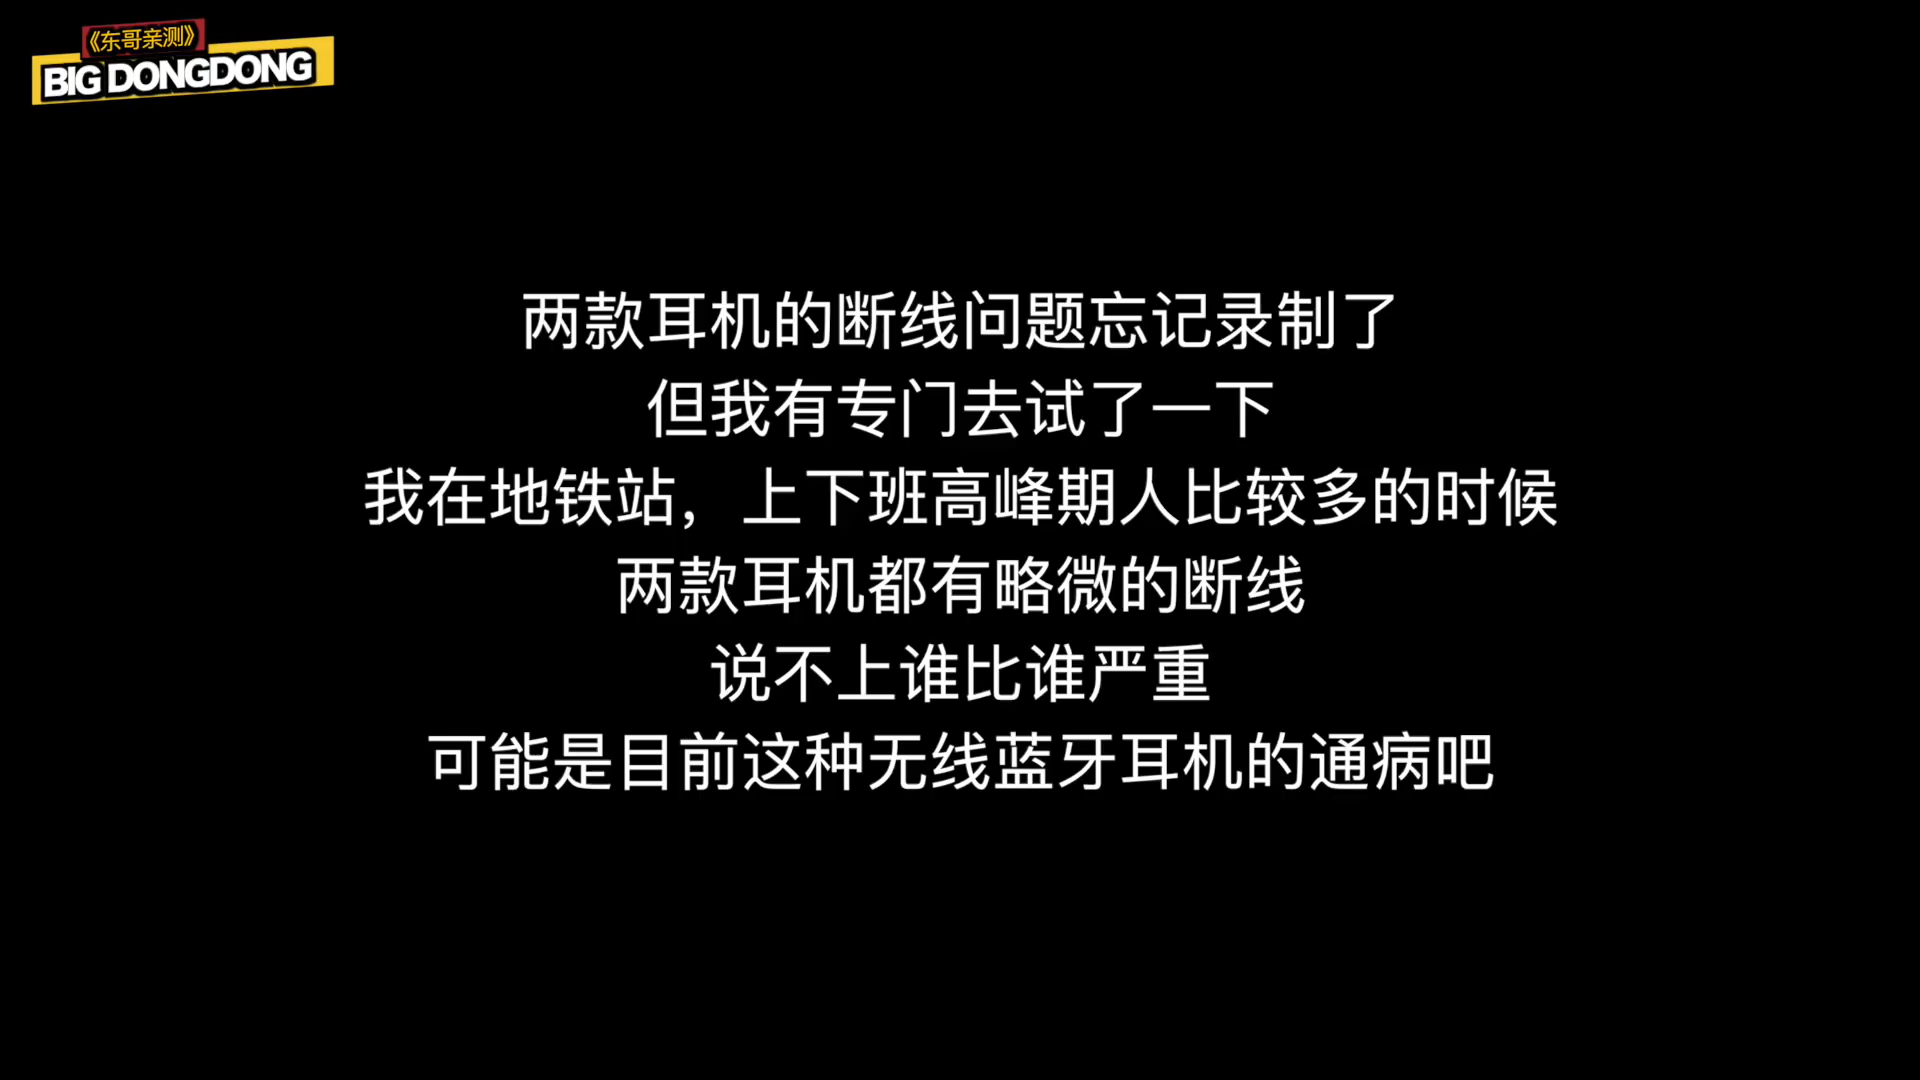 《东哥亲测》
BIG DONGDONG
两款耳机的断线问题忘记录制了
但我有专门去试了一下
我在地铁站，上下班高峰期人比较多的时候
两款耳机都有略微的断线
说不上谁比谁严重
可能是目前这种无线蓝牙耳机的通病吧